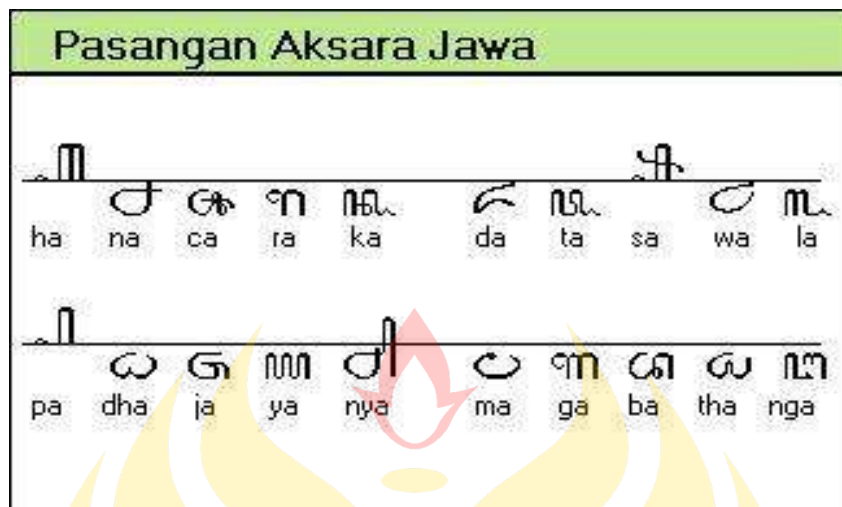 Pasangan Aksara Jawa
꧀ꦲ ꧀ꦤ ꧀ꦕ ꧀ꦫ ꧀ꦏ ꧀ꦢ ꧀ꦠ ꧀ꦱ ꧀ꦮ ꧀ꦭ
ha na ca ra ka da ta sa wa la
꧀ꦥ ꧀ꦝ ꧀ꦗ ꧀ꦪ ꧀ꦚ ꧀ꦩ ꧀ꦒ ꧀ꦧ ꧀ꦛ ꧀ꦔ
pa dha ja ya nya ma ga ba tha nga